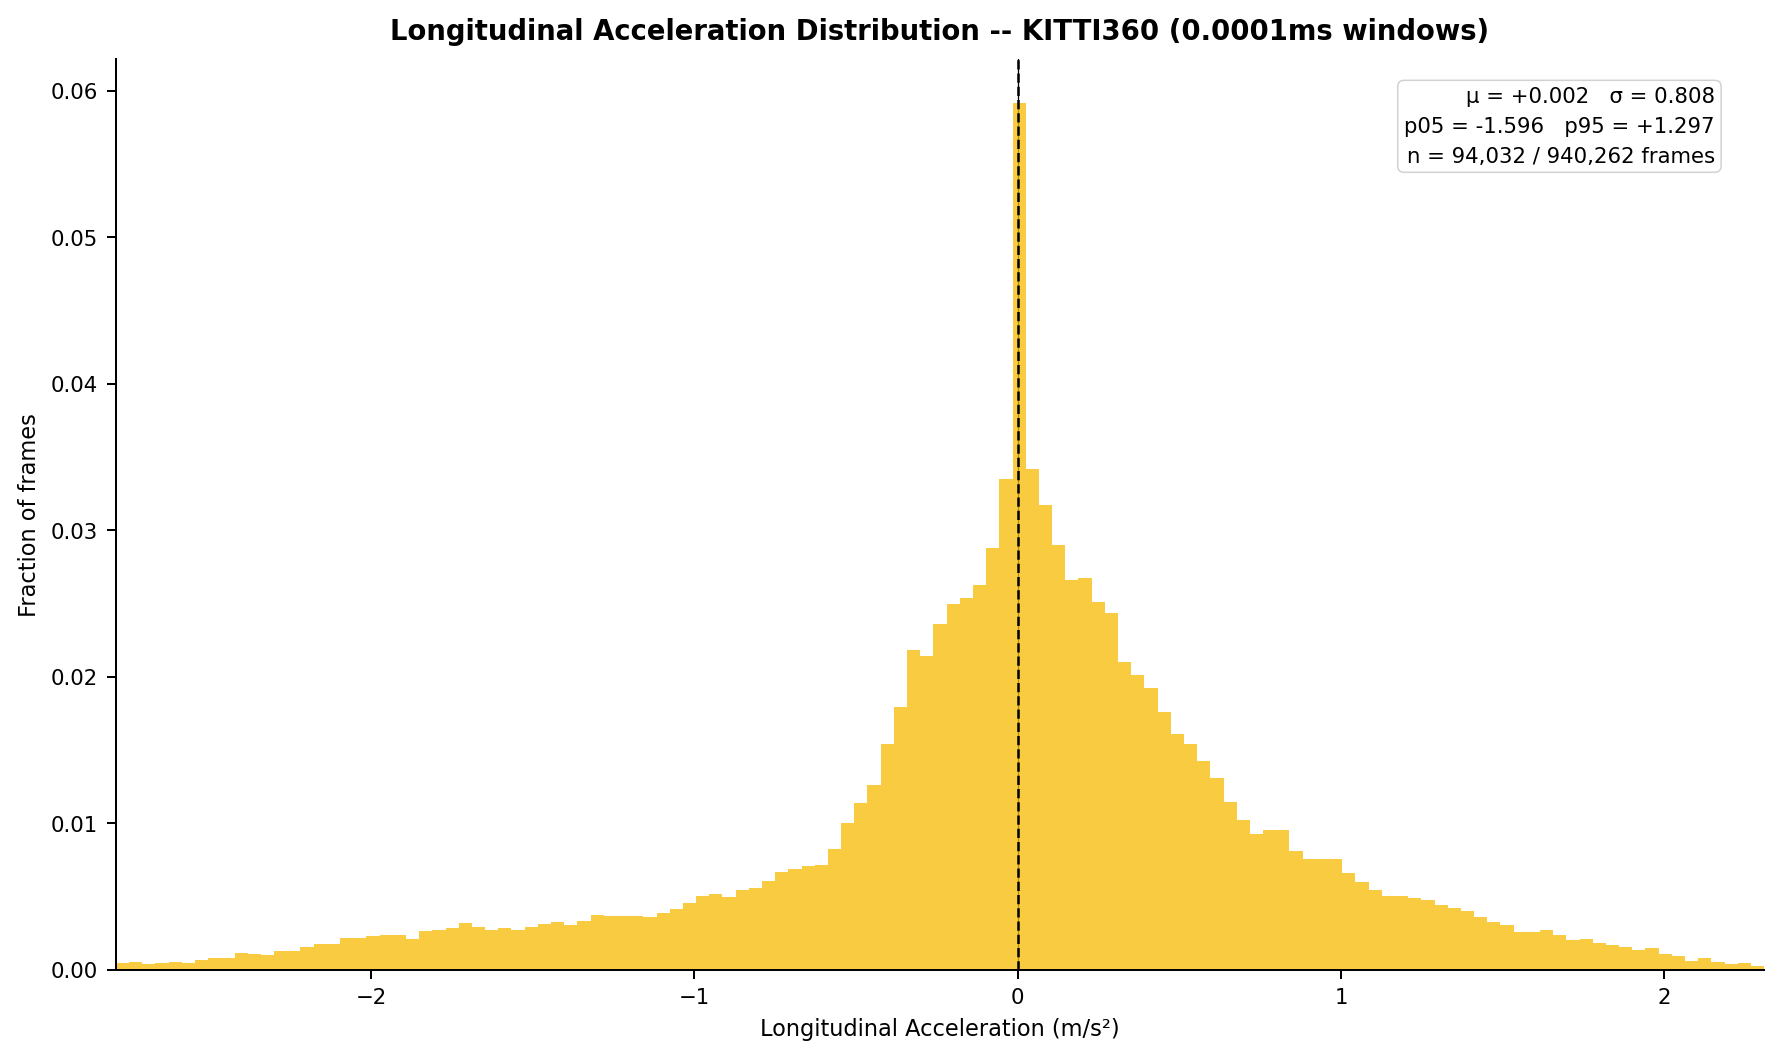 Longitudinal Acceleration Distribution -- KITTI360 (0.0001ms windows)
μ = +0.002   σ = 0.808
p05 = -1.596   p95 = +1.297
n = 94,032 / 940,262 frames
0.06
0.05
0.04
0.03
0.02
0.01
0.00
Fraction of frames
−2
−1
0
1
2
Longitudinal Acceleration (m/s²)